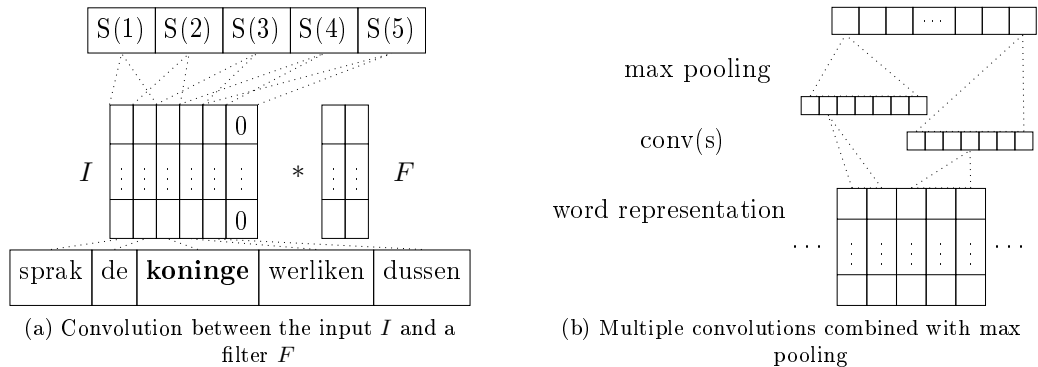 S(1) S(2) S(3) S(4) S(5)
0
I * F
0
sprak de koninge werliken dussen
(a) Convolution between the input I and a
filter F
...
max pooling
conv(s)
word representation
... ...
(b) Multiple convolutions combined with max
pooling